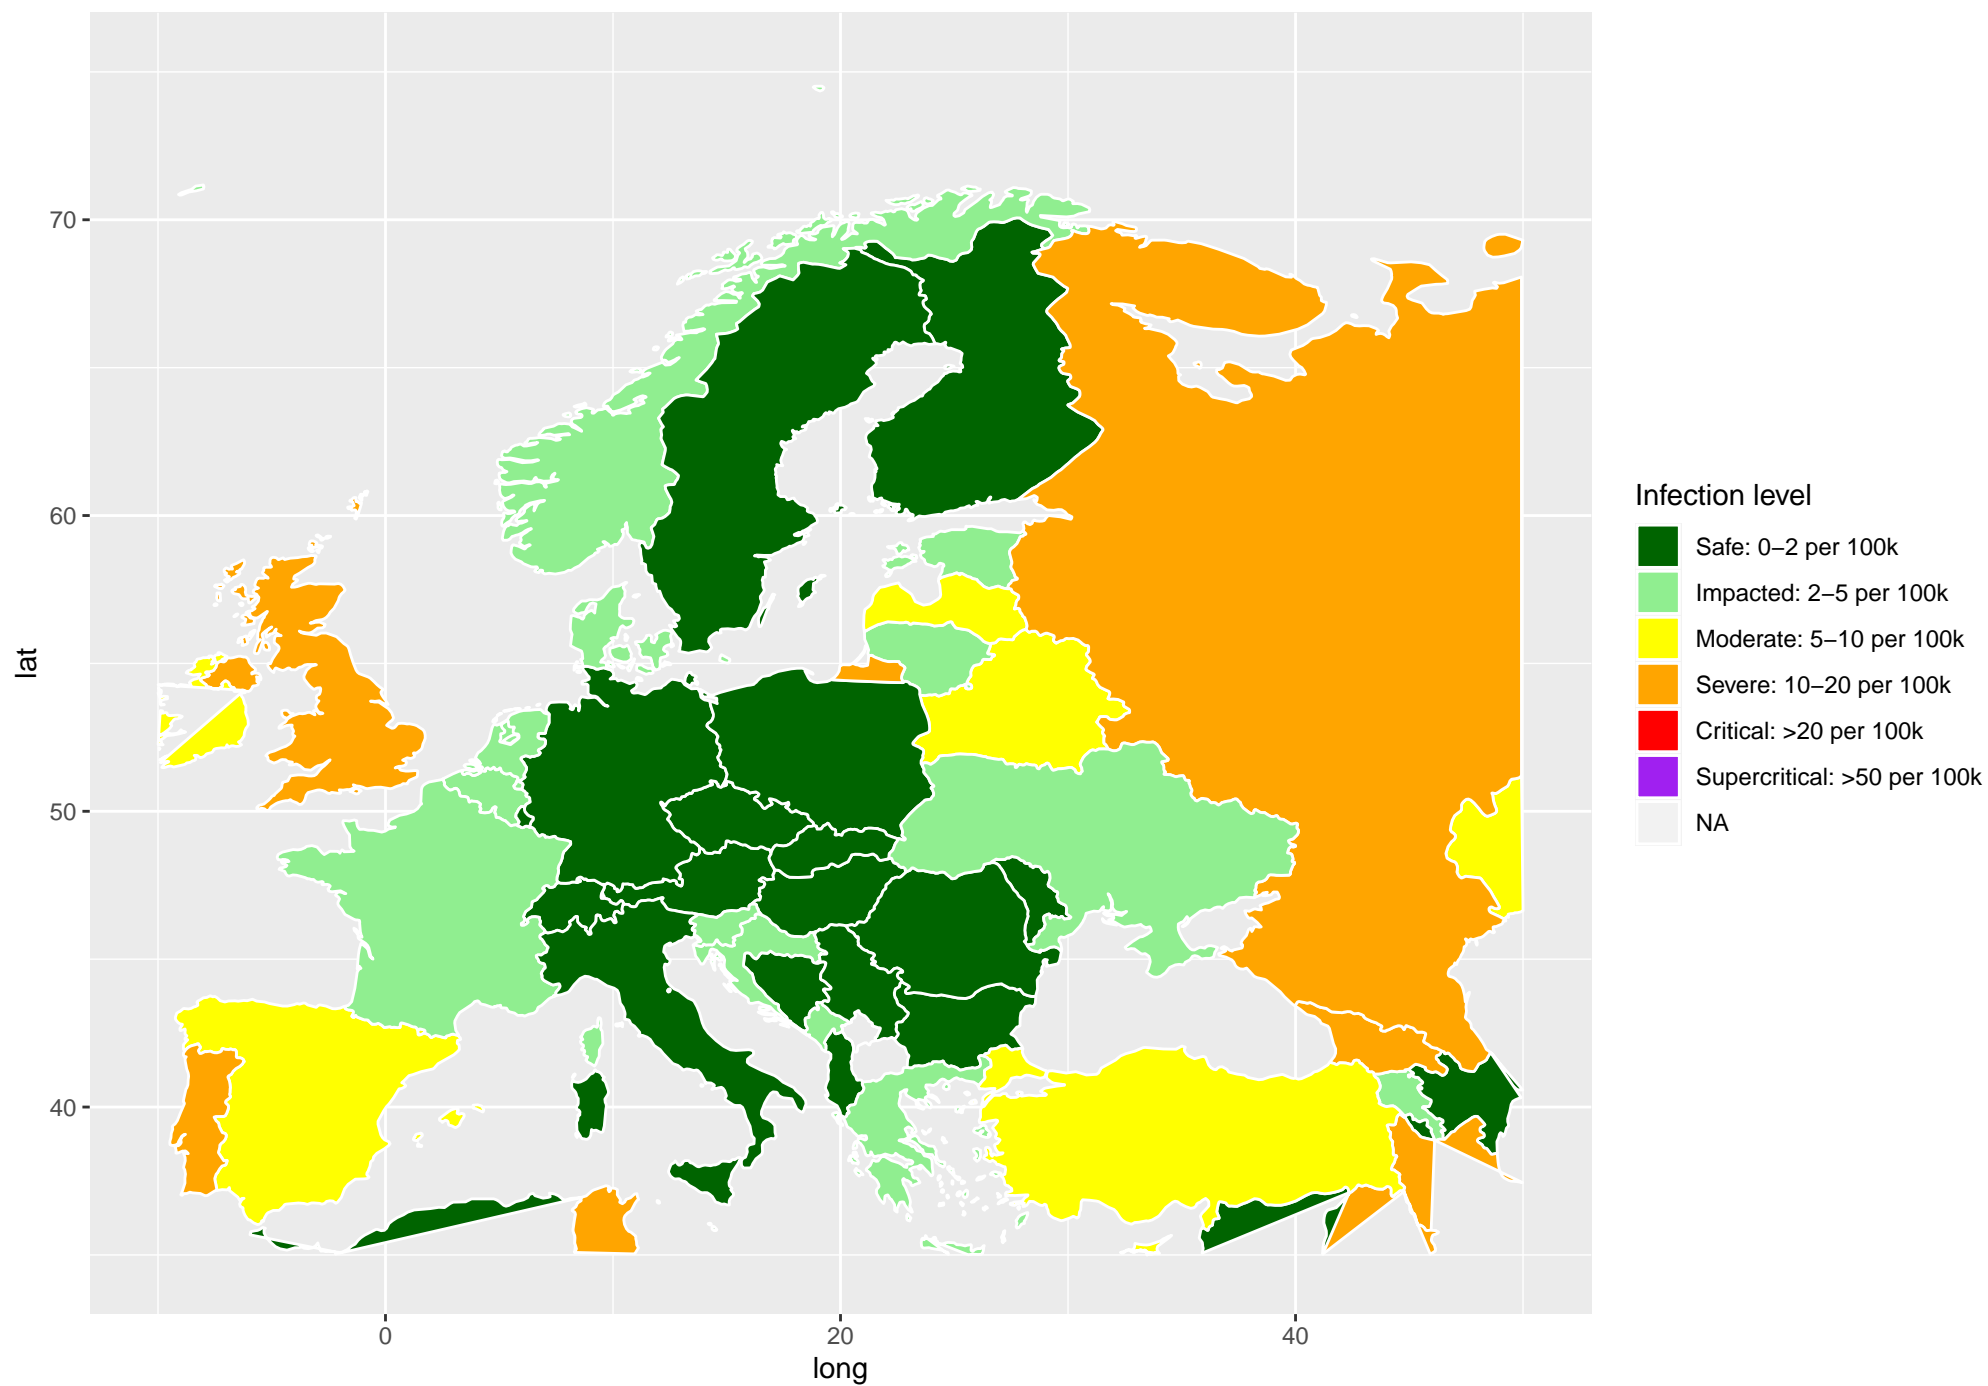 70
60
50
40
lat
0
20
40
long
Infection level
Safe: 0−2 per 100k
Impacted: 2−5 per 100k
Moderate: 5−10 per 100k
Severe: 10−20 per 100k
Critical: >20 per 100k
Supercritical: >50 per 100k
NA